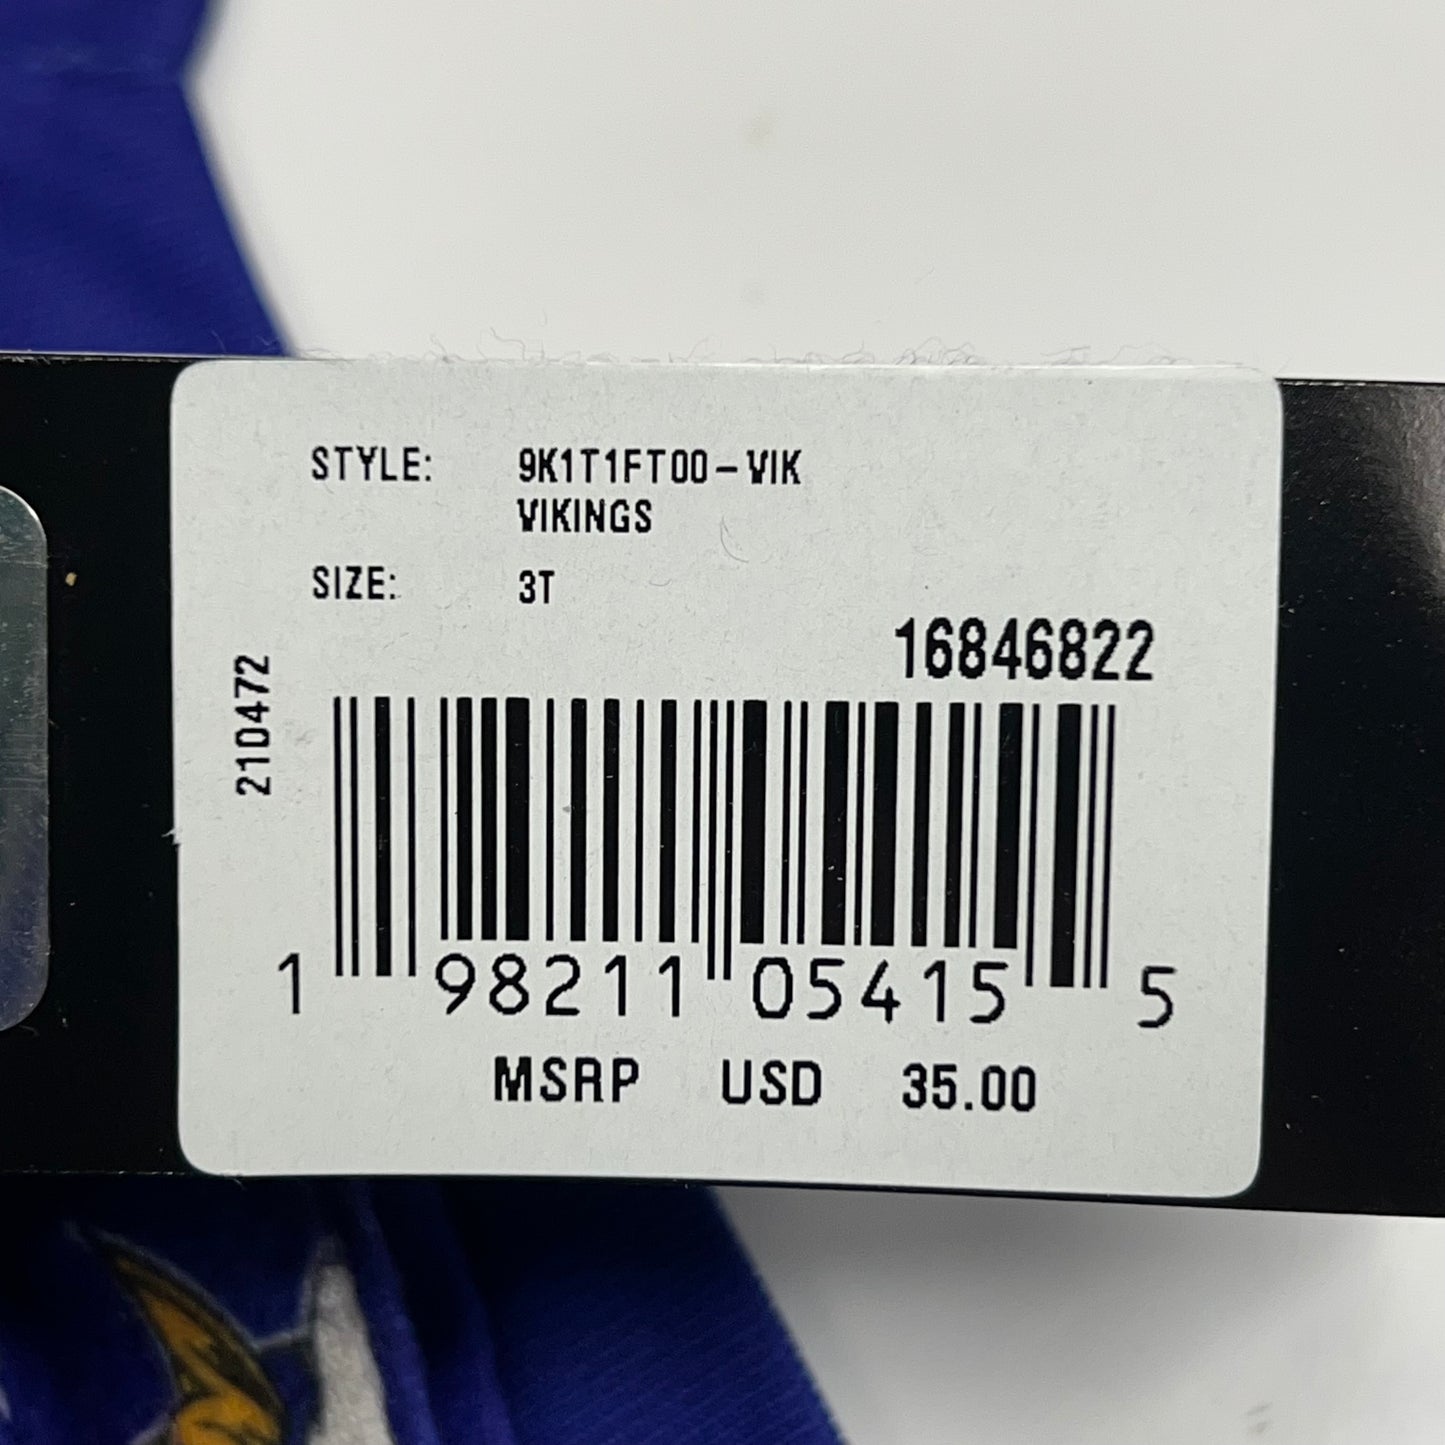 STYLE: 9K1T1FT00-VIK
VIKINGS
SIZE: 3T
16846822
210472
1 98211 05415 5
MSRP USD 35.00